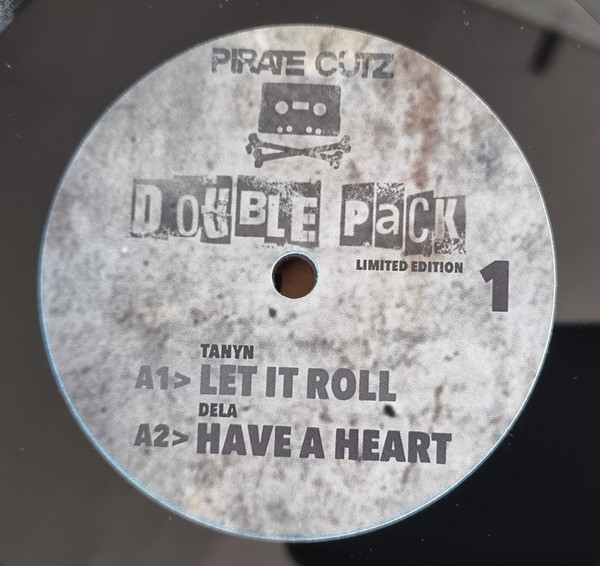 PIRATE CUTZ
DOUBLE PACK
LIMITED EDITION
1
TANYN
A1> LET IT ROLL
DELA
A2> HAVE A HEART